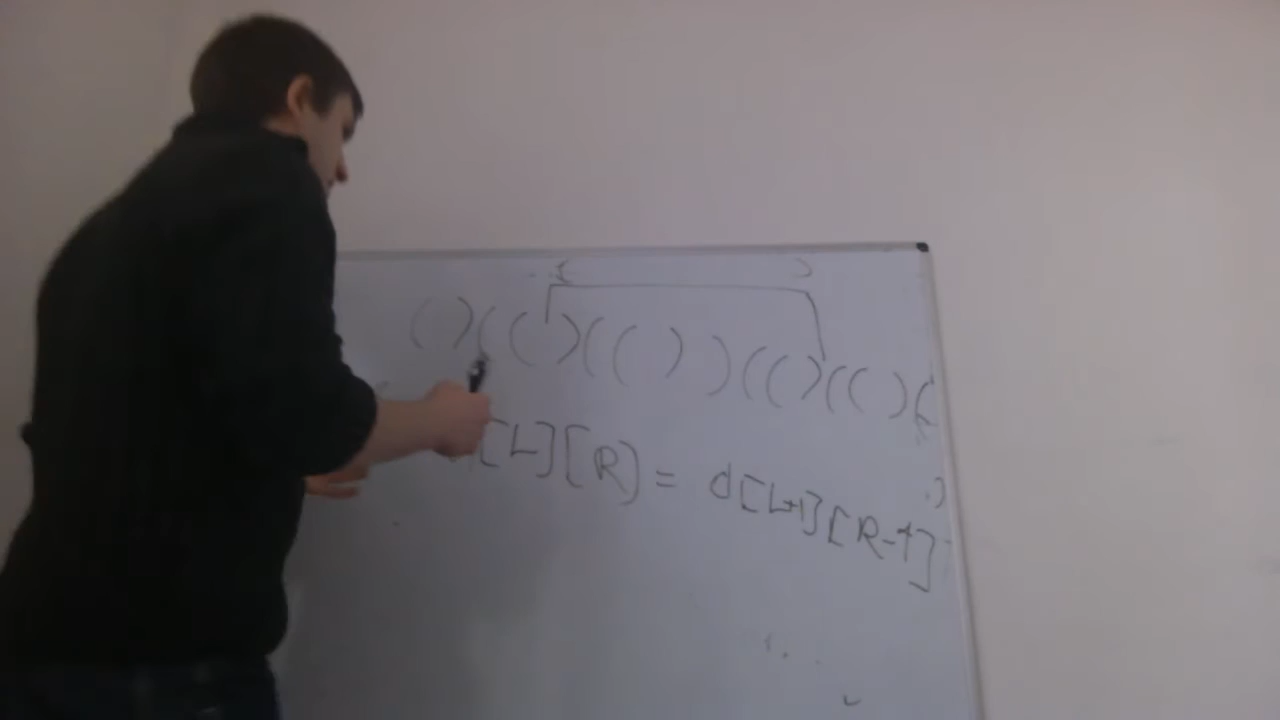 ( )
( ) ( ( ) ( ( ) ) ( ( ) ( ( ) (
[L][R] = d[L+1][R-1]